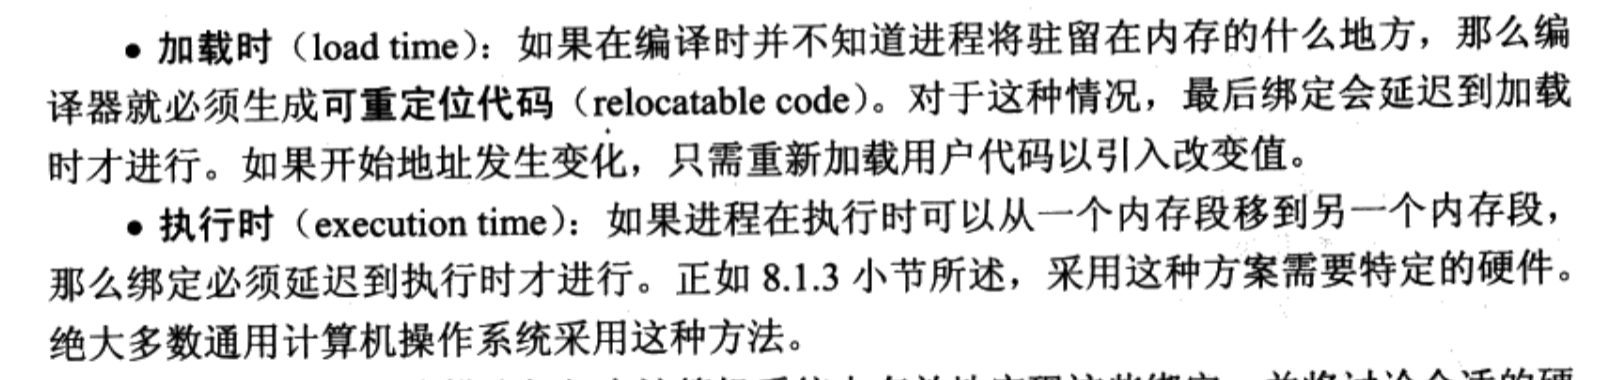 • 加载时（load time）：如果在编译时并不知道进程将驻留在内存的什么地方，那么编
译器就必须生成可重定位代码（relocatable code）。对于这种情况，最后绑定会延迟到加载
时才进行。如果开始地址发生变化，只需重新加载用户代码以引入改变值。
• 执行时（execution time）：如果进程在执行时可以从一个内存段移到另一个内存段，
那么绑定必须延迟到执行时才进行。正如 8.1.3 小节所述，采用这种方案需要特定的硬件。
绝大多数通用计算机操作系统采用这种方法。